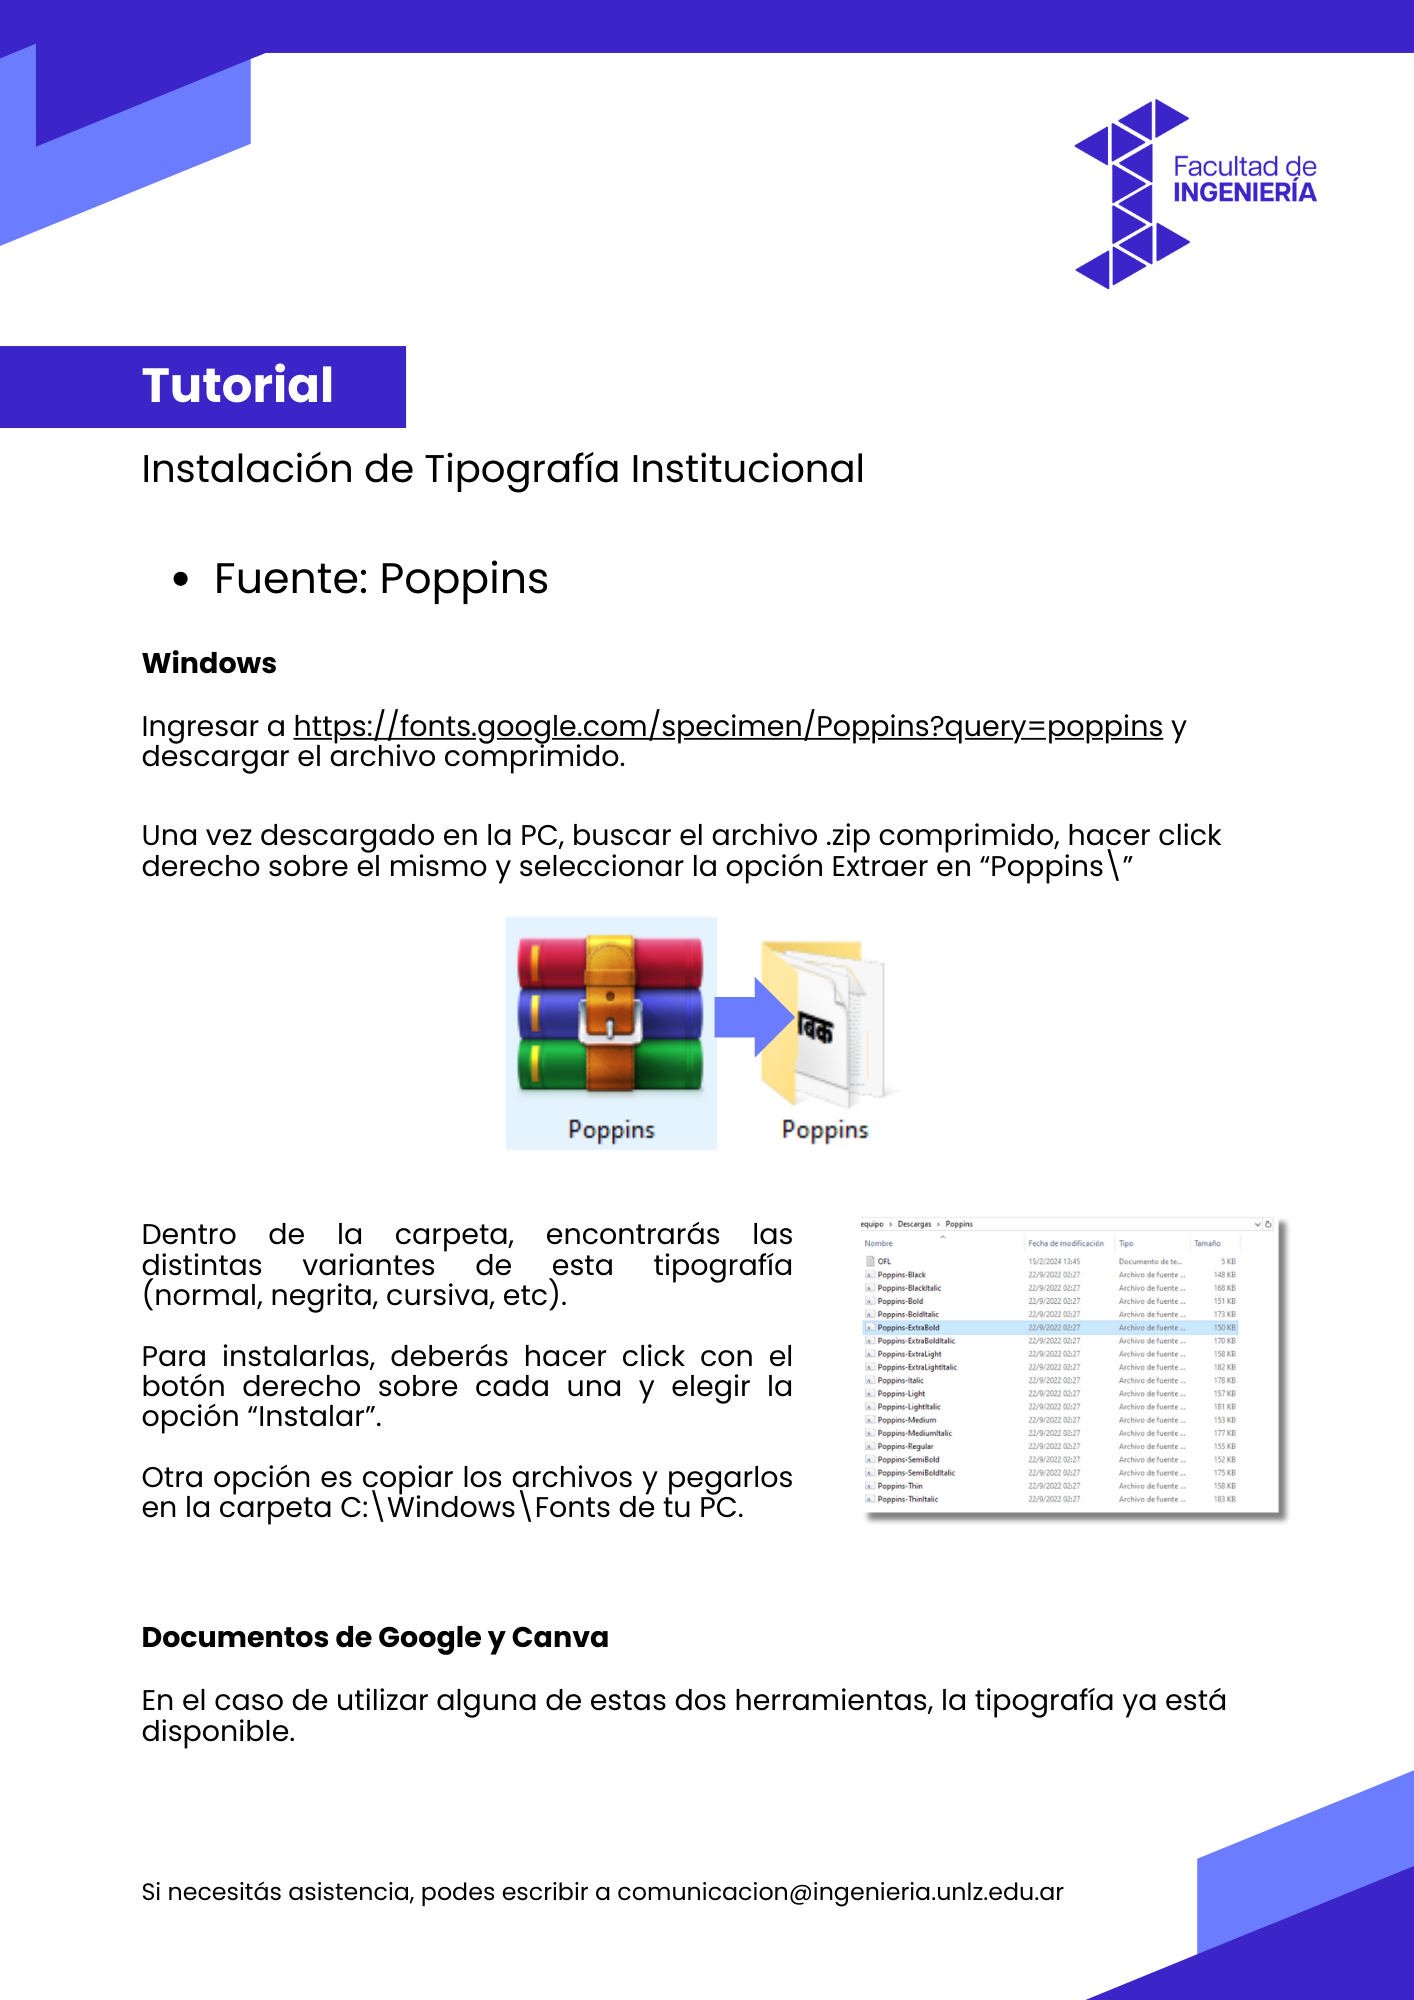 Facultad de
INGENIERÍA
Tutorial
Instalación de Tipografía Institucional
• Fuente: Poppins
Windows
Ingresar a https://fonts.google.com/specimen/Poppins?query=poppins y
descargar el archivo comprimido.
Una vez descargado en la PC, buscar el archivo .zip comprimido, hacer click
derecho sobre el mismo y seleccionar la opción Extraer en “Poppins\”
Poppins Poppins
Dentro de la carpeta, encontrarás las
distintas variantes de esta tipografía
(normal, negrita, cursiva, etc).
Para instalarlas, deberás hacer click con el
botón derecho sobre cada una y elegir la
opción “Instalar”.
Otra opción es copiar los archivos y pegarlos
en la carpeta C:\Windows\Fonts de tu PC.
equipo > Descargas > Poppins
Nombre Fecha de modificación Tipo Tamaño
OFL 15/2/2024 13:45 Documento de te... 5 KB
Poppins-Black 22/9/2022 02:27 Archivo de fuente ... 148 KB
Poppins-BlackItalic 22/9/2022 02:27 Archivo de fuente ... 168 KB
Poppins-Bold 22/9/2022 02:27 Archivo de fuente ... 151 KB
Poppins-BoldItalic 22/9/2022 02:27 Archivo de fuente ... 173 KB
Poppins-ExtraBold 22/9/2022 02:27 Archivo de fuente ... 150 KB
Poppins-ExtraBoldItalic 22/9/2022 02:27 Archivo de fuente ... 170 KB
Poppins-ExtraLight 22/9/2022 02:27 Archivo de fuente ... 158 KB
Poppins-ExtraLightItalic 22/9/2022 02:27 Archivo de fuente ... 182 KB
Poppins-Italic 22/9/2022 02:27 Archivo de fuente ... 178 KB
Poppins-Light 22/9/2022 02:27 Archivo de fuente ... 157 KB
Poppins-LightItalic 22/9/2022 02:27 Archivo de fuente ... 181 KB
Poppins-Medium 22/9/2022 02:27 Archivo de fuente ... 153 KB
Poppins-MediumItalic 22/9/2022 02:27 Archivo de fuente ... 177 KB
Poppins-Regular 22/9/2022 02:27 Archivo de fuente ... 155 KB
Poppins-SemiBold 22/9/2022 02:27 Archivo de fuente ... 152 KB
Poppins-SemiBoldItalic 22/9/2022 02:27 Archivo de fuente ... 175 KB
Poppins-Thin 22/9/2022 02:27 Archivo de fuente ... 158 KB
Poppins-ThinItalic 22/9/2022 02:27 Archivo de fuente ... 183 KB
Documentos de Google y Canva
En el caso de utilizar alguna de estas dos herramientas, la tipografía ya está
disponible.
Si necesitás asistencia, podes escribir a comunicacion@ingenieria.unlz.edu.ar